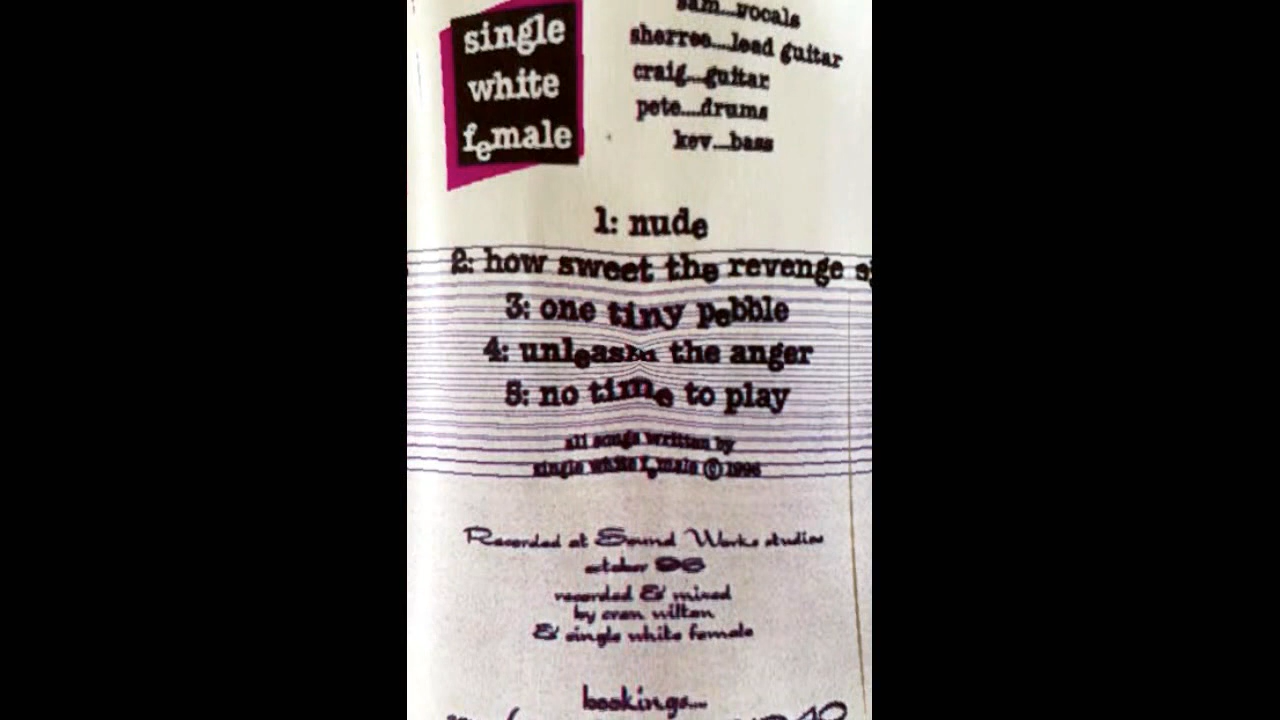 single
white
female
sam...vocals
sherree....lead guitar
craig...guitar
pete....drums
kev...bass
1: nude
2: how sweet the revenge
3: one tiny pebble
4: unleash the anger
5: no time to play
all songs written by
single white female © 1996
Recorded at Sound Works studios
october 96
recorded & mixed
by oren wilton
& single white female
bookings....